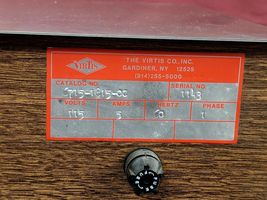 VIRTIS
THE VIRTIS CO., INC.
GARDINER, NY 12525
(914)255-5000
CATALOG NO. SERIAL NO.
VOLTS AMPS HERTZ PHASE
115 5 60 1